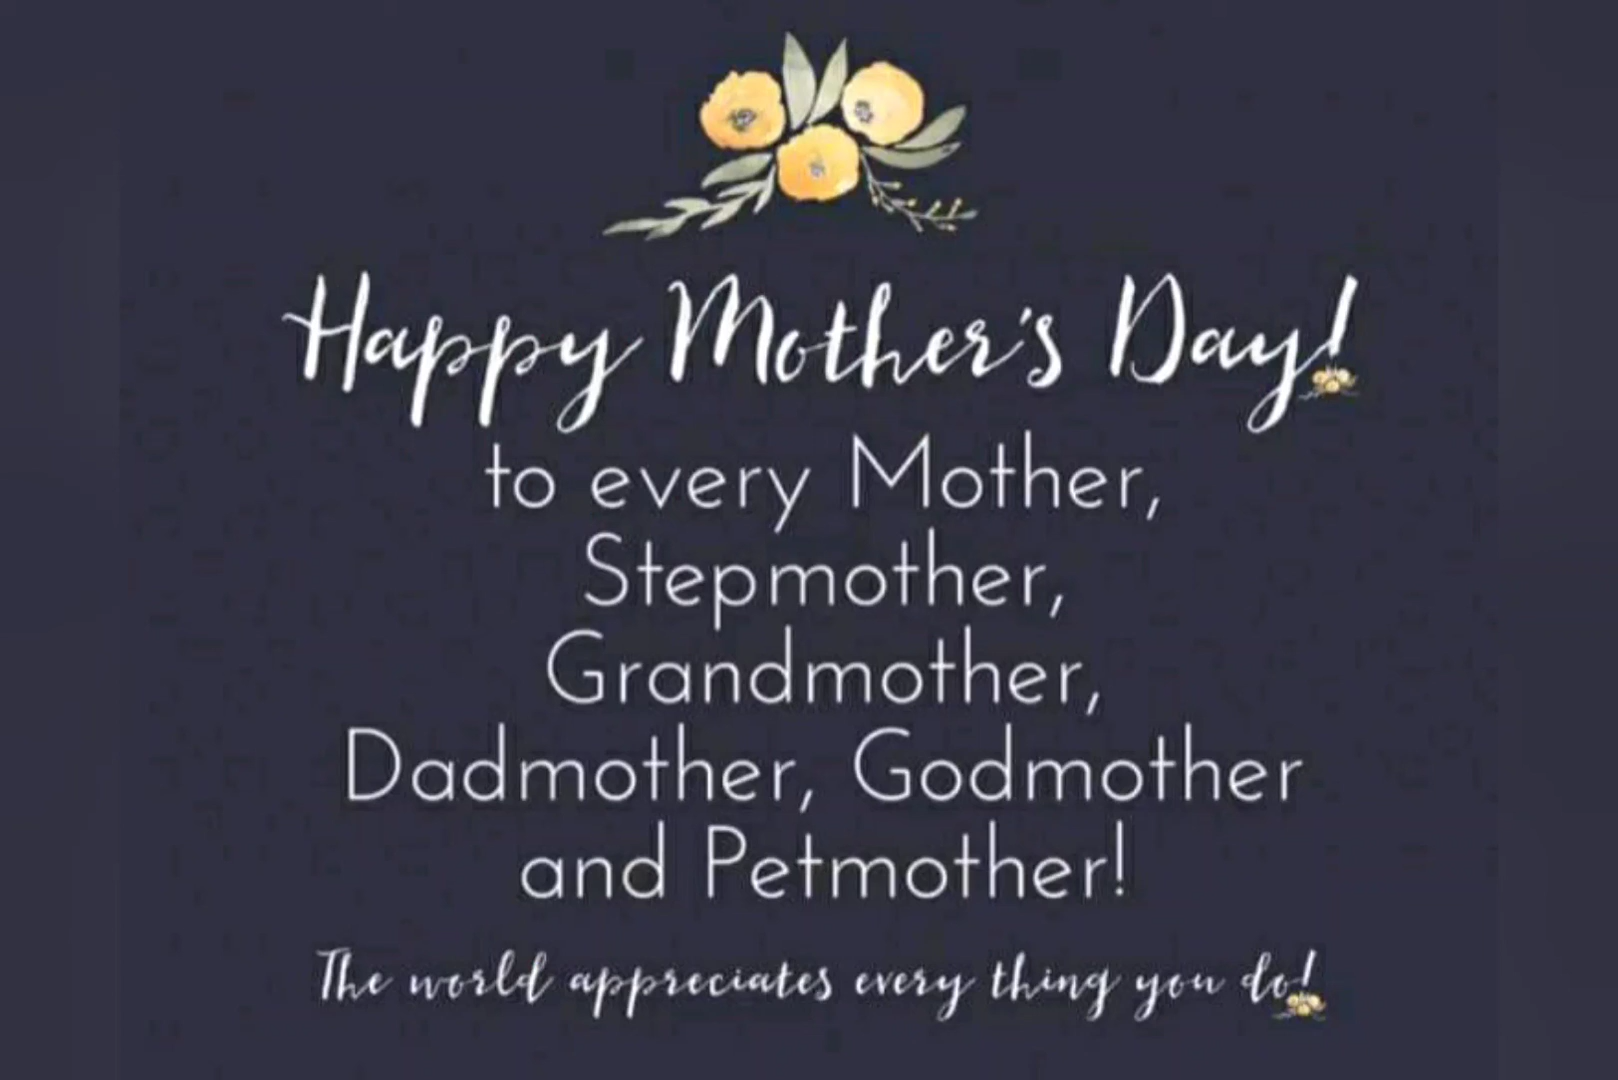 Happy Mother's Day!
to every Mother,
Stepmother,
Grandmother,
Dadmother, Godmother
and Petmother!
The world appreciates every thing you do!